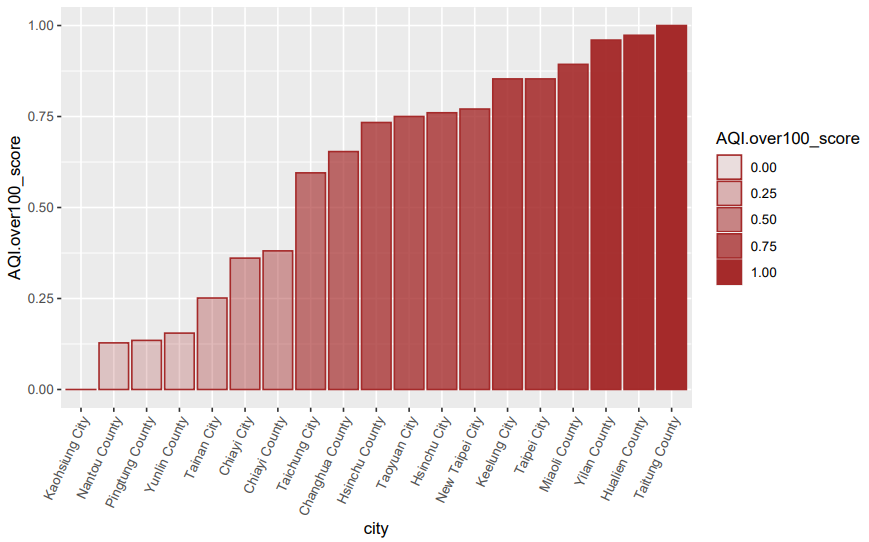 AQI.over100_score
1.00
0.75
0.50
0.25
0.00
Kaohsiung City
Nantou County
Pingtung County
Yunlin County
Tainan City
Chiayi City
Chiayi County
Taichung City
Changhua County
Hsinchu County
Taoyuan City
Hsinchu City
New Taipei City
Keelung City
Taipei City
Miaoli County
Yilan County
Hualien County
Taitung County
city
AQI.over100_score
0.00
0.25
0.50
0.75
1.00